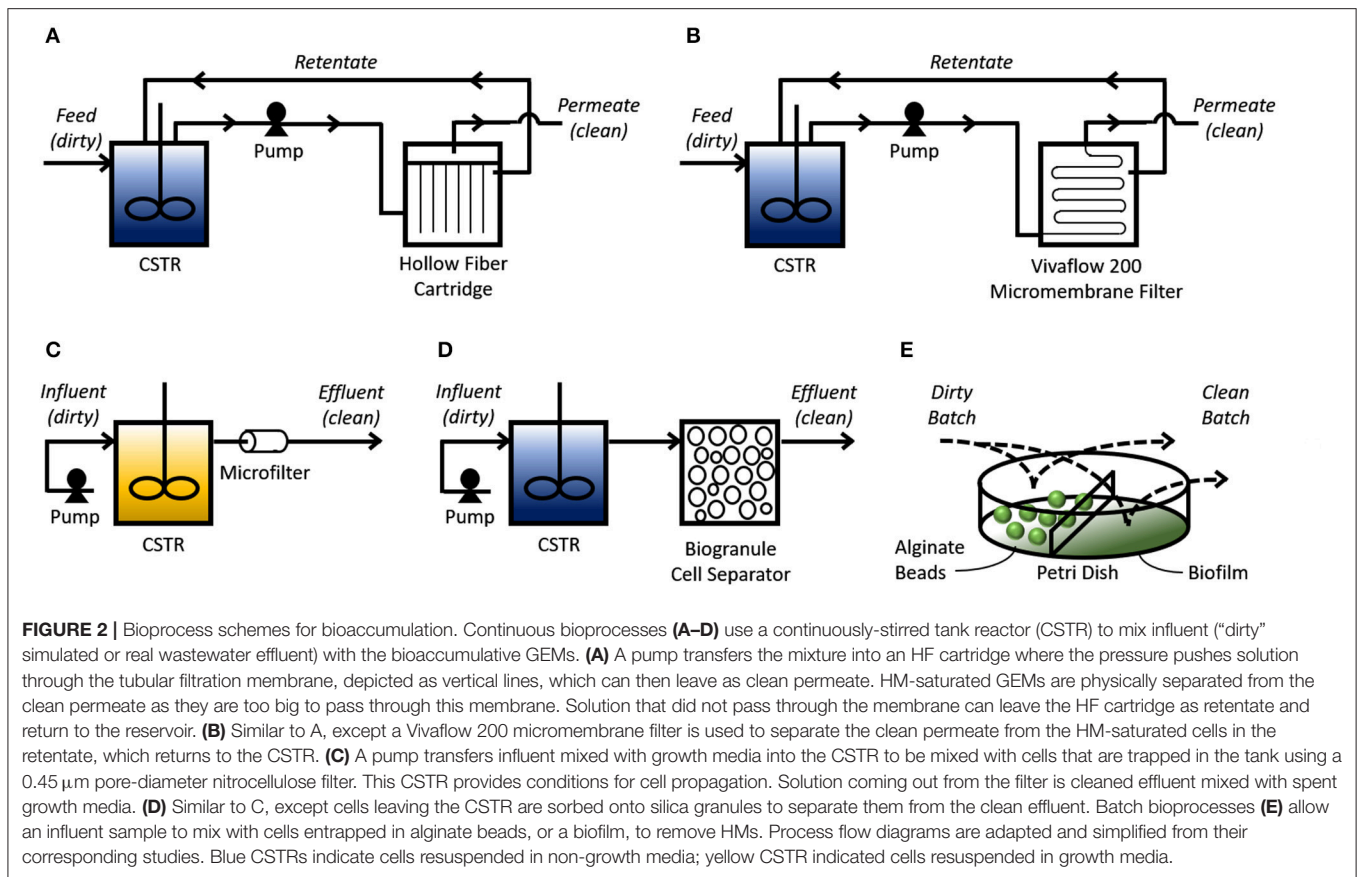 A
Retentate
Feed
(dirty)
Permeate
(clean)
Pump
CSTR
Hollow Fiber
Cartridge
B
Retentate
Feed
(dirty)
Permeate
(clean)
Pump
CSTR
Vivaflow 200
Micromembrane Filter
C
Influent
(dirty)
Effluent
(clean)
Microfilter
Pump
CSTR
D
Influent
(dirty)
Effluent
(clean)
Pump
CSTR
Biogranule
Cell Separator
E
Dirty
Batch
Clean
Batch
Alginate
Beads
Petri Dish
Biofilm
FIGURE 2 | Bioprocess schemes for bioaccumulation. Continuous bioprocesses (A–D) use a continuously-stirred tank reactor (CSTR) to mix influent (“dirty”
simulated or real wastewater effluent) with the bioaccumulative GEMs. (A) A pump transfers the mixture into an HF cartridge where the pressure pushes solution
through the tubular filtration membrane, depicted as vertical lines, which can then leave as clean permeate. HM-saturated GEMs are physically separated from the
clean permeate as they are too big to pass through this membrane. Solution that did not pass through the membrane can leave the HF cartridge as retentate and
return to the reservoir. (B) Similar to A, except a Vivaflow 200 micromembrane filter is used to separate the clean permeate from the HM-saturated cells in the
retentate, which returns to the CSTR. (C) A pump transfers influent mixed with growth media into the CSTR to be mixed with cells that are trapped in the tank using a
0.45 μm pore-diameter nitrocellulose filter. This CSTR provides conditions for cell propagation. Solution coming out from the filter is cleaned effluent mixed with spent
growth media. (D) Similar to C, except cells leaving the CSTR are sorbed onto silica granules to separate them from the clean effluent. Batch bioprocesses (E) allow
an influent sample to mix with cells entrapped in alginate beads, or a biofilm, to remove HMs. Process flow diagrams are adapted and simplified from their
corresponding studies. Blue CSTRs indicate cells resuspended in non-growth media; yellow CSTR indicated cells resuspended in growth media.